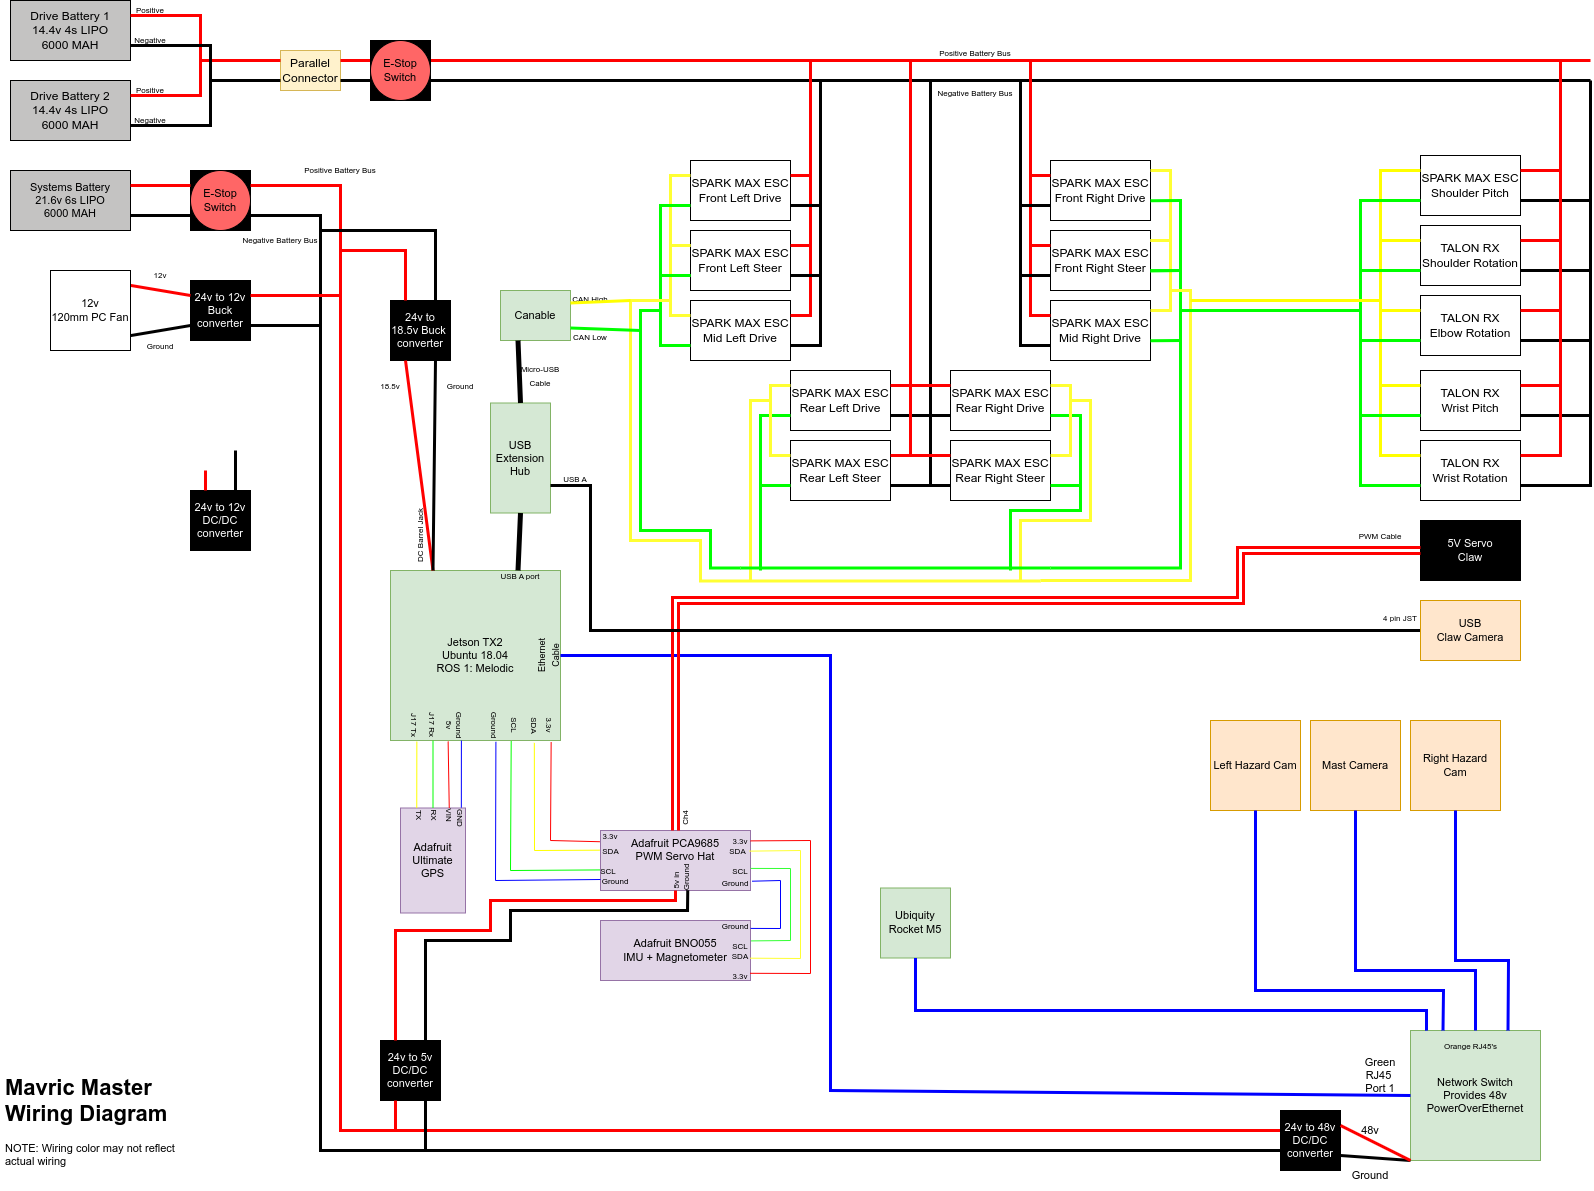 Drive Battery 1
14.4v 4s LIPO
6000 MAH
Positive
Negative
Drive Battery 2
14.4v 4s LIPO
6000 MAH
Positive
Negative
Parallel
Connector
E-Stop
Switch
Positive Battery Bus
Negative Battery Bus
Systems Battery
21.6v 6s LIPO
6000 MAH
E-Stop
Switch
Positive Battery Bus
Negative Battery Bus
12v
120mm PC Fan
12v
Ground
24v to 12v
Buck
converter
24v to
18.5v Buck
converter
18.5v
Ground
DC Barrel Jack
24v to 12v
DC/DC
converter
Canable
CAN High
CAN Low
Micro-USB
Cable
USB
Extension
Hub
USB A
USB A port
SPARK MAX ESC
Front Left Drive
SPARK MAX ESC
Front Left Steer
SPARK MAX ESC
Mid Left Drive
SPARK MAX ESC
Front Right Drive
SPARK MAX ESC
Front Right Steer
SPARK MAX ESC
Mid Right Drive
SPARK MAX ESC
Rear Left Drive
SPARK MAX ESC
Rear Left Steer
SPARK MAX ESC
Rear Right Drive
SPARK MAX ESC
Rear Right Steer
SPARK MAX ESC
Shoulder Pitch
TALON RX
Shoulder Rotation
TALON RX
Elbow Rotation
TALON RX
Wrist Pitch
TALON RX
Wrist Rotation
PWM Cable
5V Servo
Claw
4 pin JST
USB
Claw Camera
Jetson TX2
Ubuntu 18.04
ROS 1: Melodic
Ethernet
Cable
J17 Tx
J17 Rx
5v
Ground
Ground
SCL
SDA
3.3v
TX
RX
VIN
GND
Adafruit
Ultimate
GPS
Ch4
3.3v
SDA
SCL
Ground
Adafruit PCA9685
PWM Servo Hat
5v in
Ground
3.3v
SDA
SCL
Ground
Adafruit BNO055
IMU + Magnetometer
Ground
SCL
SDA
3.3v
Left Hazard Cam
Mast Camera
Right Hazard
Cam
Ubiquity
Rocket M5
Orange RJ45's
Network Switch
Provides 48v
PowerOverEthernet
Green
RJ45
Port 1
24v to 5v
DC/DC
converter
24v to 48v
DC/DC
converter
48v
Ground
Mavric Master
Wiring Diagram
NOTE: Wiring color may not reflect
actual wiring